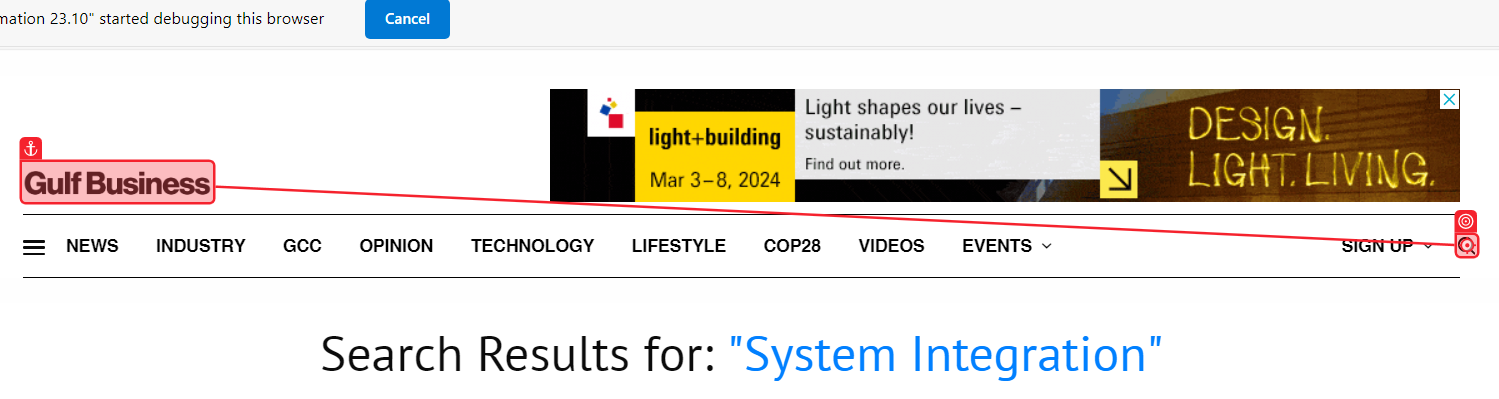 mation 23.10" started debugging this browser
Cancel
light+building
Mar 3–8, 2024
Light shapes our lives –
sustainably!
Find out more.
DESIGN.
LIGHT. LIVING.
Gulf Business
NEWS INDUSTRY GCC OPINION TECHNOLOGY LIFESTYLE COP28 VIDEOS EVENTS SIGN UP
Search Results for: "System Integration"